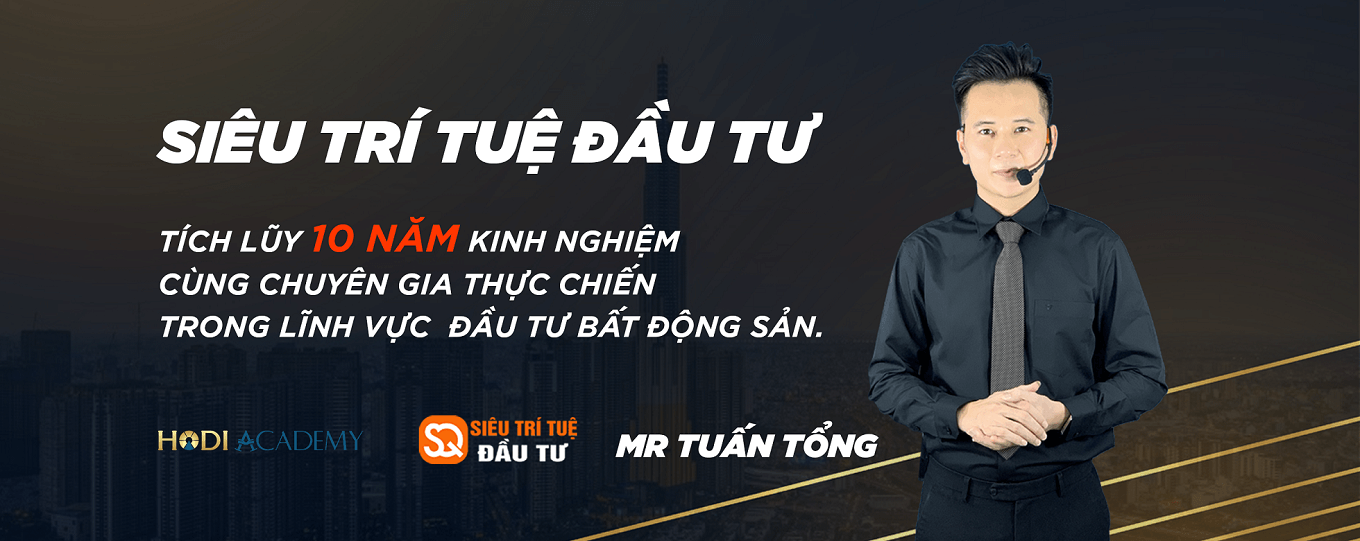 SIÊU TRÍ TUỆ ĐẦU TƯ
TÍCH LŨY 10 NĂM KINH NGHIỆM
CÙNG CHUYÊN GIA THỰC CHIẾN
TRONG LĨNH VỰC ĐẦU TƯ BẤT ĐỘNG SẢN.
HODI ACADEMY
SQ SIÊU TRÍ TUỆ
ĐẦU TƯ
MR TUẤN TỔNG